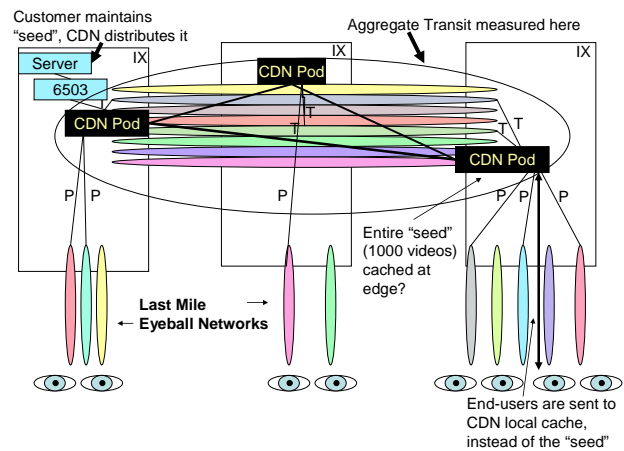 Customer maintains
“seed”, CDN distributes it
Aggregate Transit measured here
IX
IX
IX
Server
6503
CDN Pod
CDN Pod
CDN Pod
T
T
T
T
T
P
P
P
P
P
P
Entire “seed”
(1000 videos)
cached at
edge?
Last Mile
Eyeball Networks
End-users are sent to
CDN local cache,
instead of the “seed”